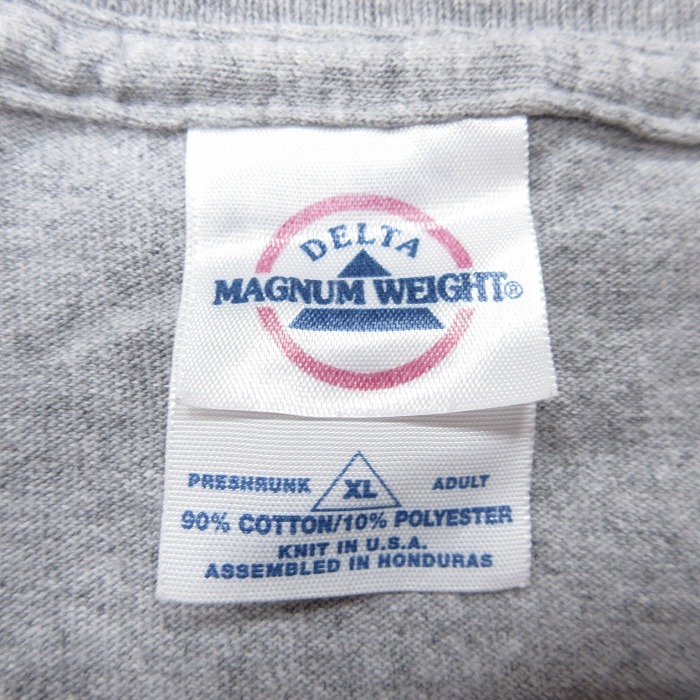 DELTA
MAGNUM WEIGHT®
PRESHRUNK XL ADULT
90% COTTON/10% POLYESTER
KNIT IN U.S.A.
ASSEMBLED IN HONDURAS